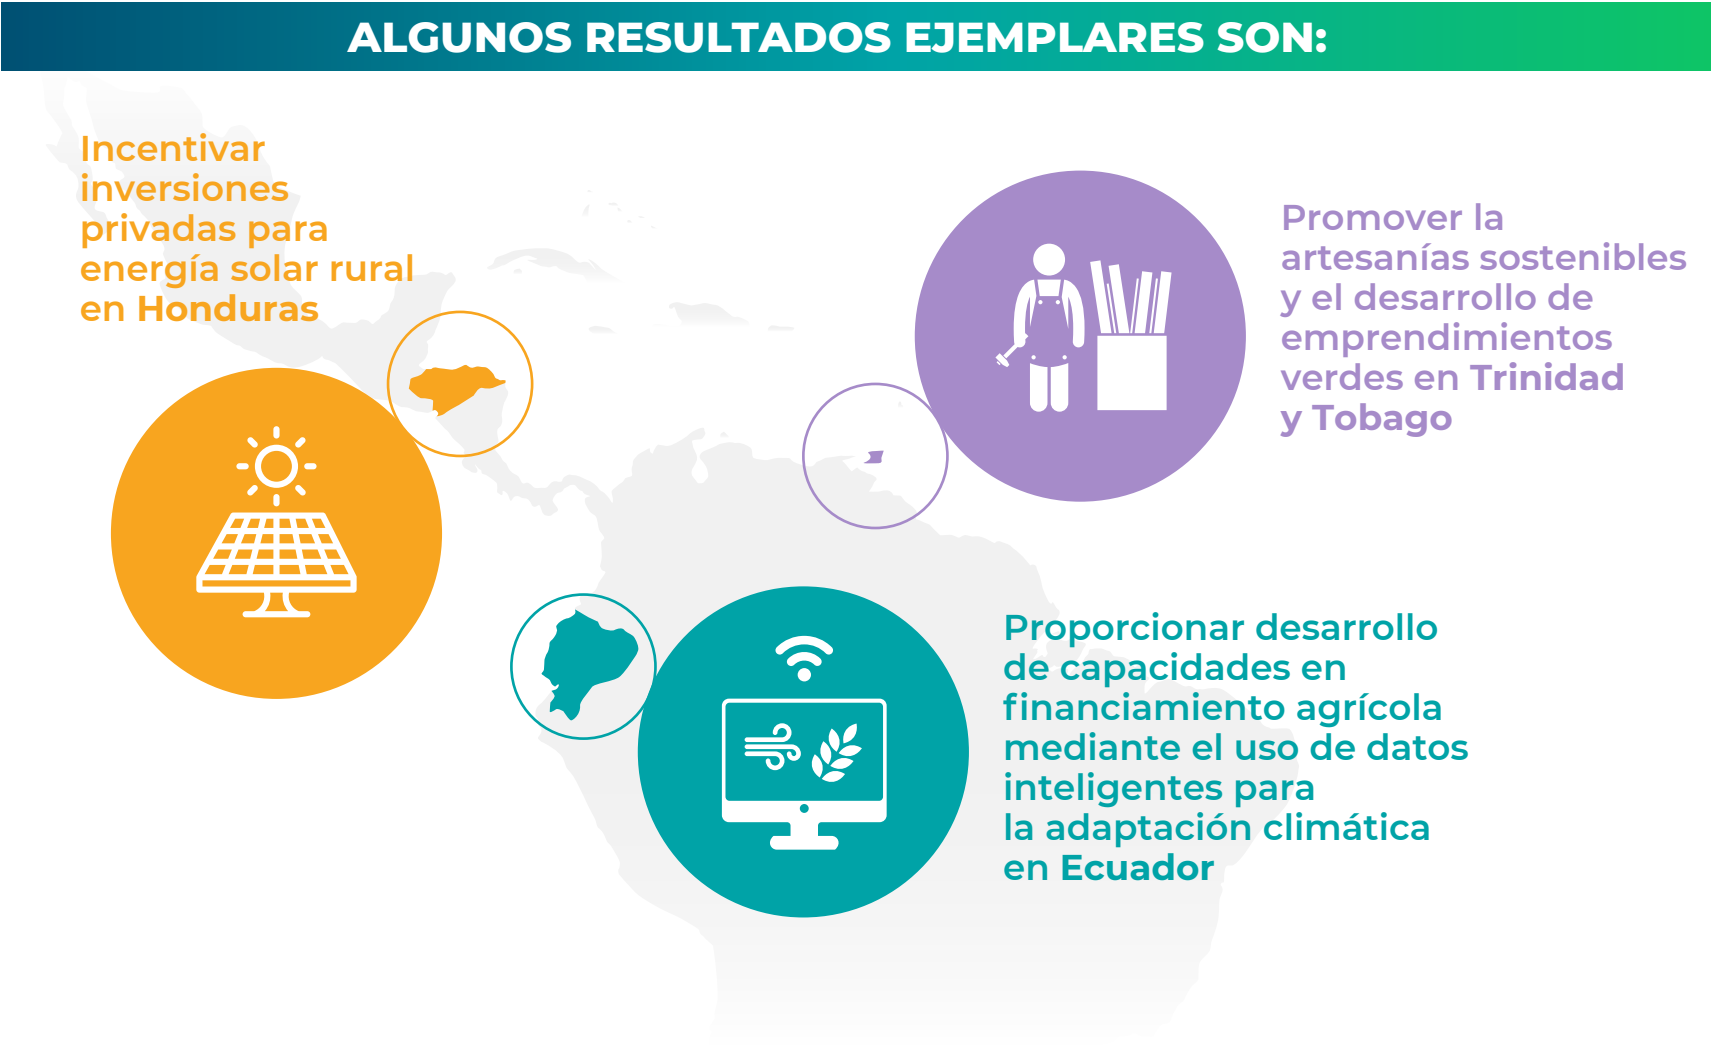 ALGUNOS RESULTADOS EJEMPLARES SON:
Incentivar
inversiones
privadas para
energía solar rural
en Honduras
Promover la
artesanías sostenibles
y el desarrollo de
emprendimientos
verdes en Trinidad
y Tobago
Proporcionar desarrollo
de capacidades en
financiamiento agrícola
mediante el uso de datos
inteligentes para
la adaptación climática
en Ecuador